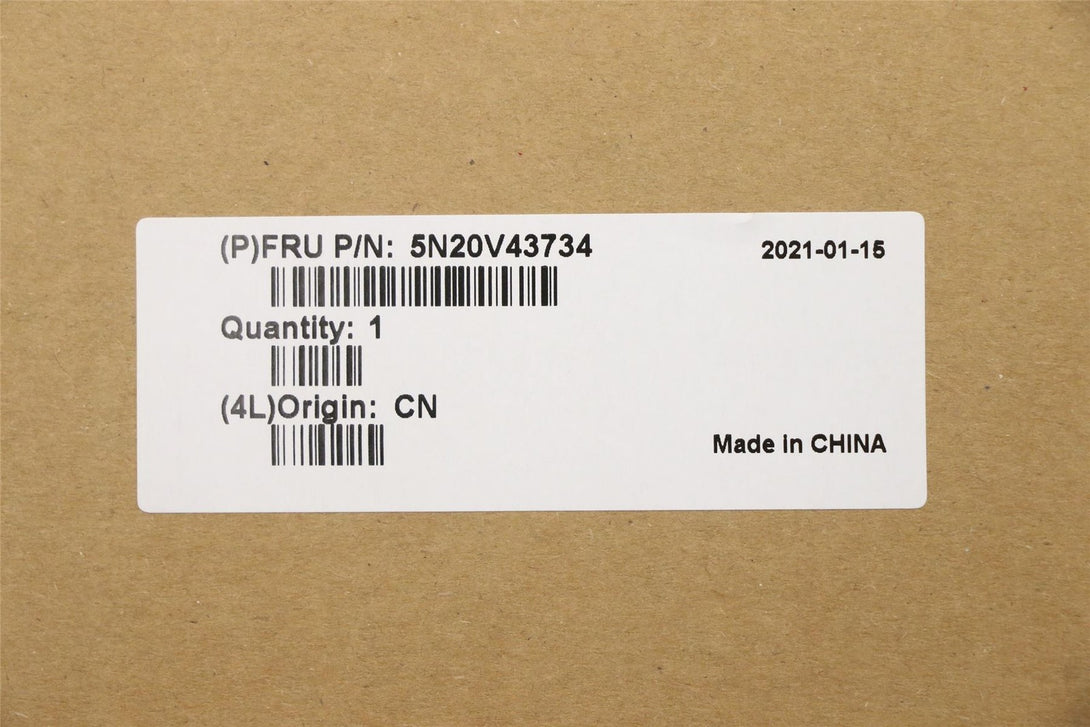 (P)FRU P/N: 5N20V43734
2021-01-15
Quantity: 1
(4L)Origin: CN
Made in CHINA